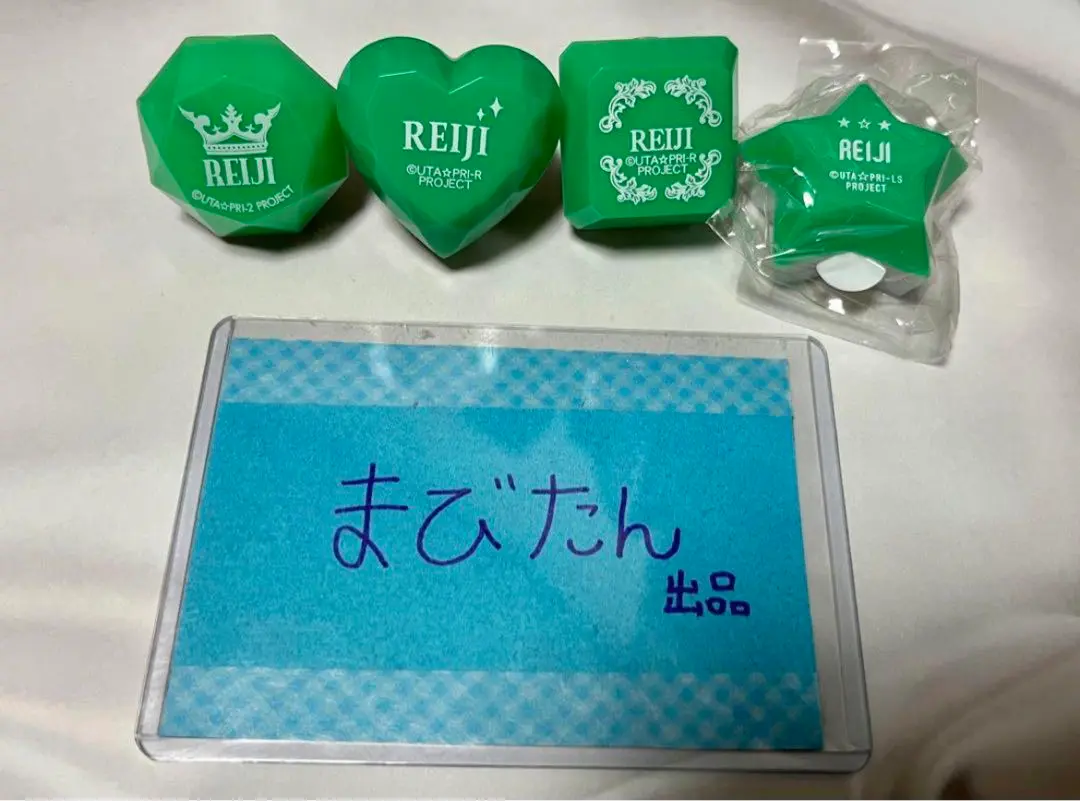 REIJI
©UTA☆PRI-2 PROJECT
REIJI
©UTA☆PRI-R
PROJECT
REIJI
©UTA☆PRI-R
PROJECT
★☆★
REIJI
©UTA☆PRI-LS
PROJECT
まびたん
出品